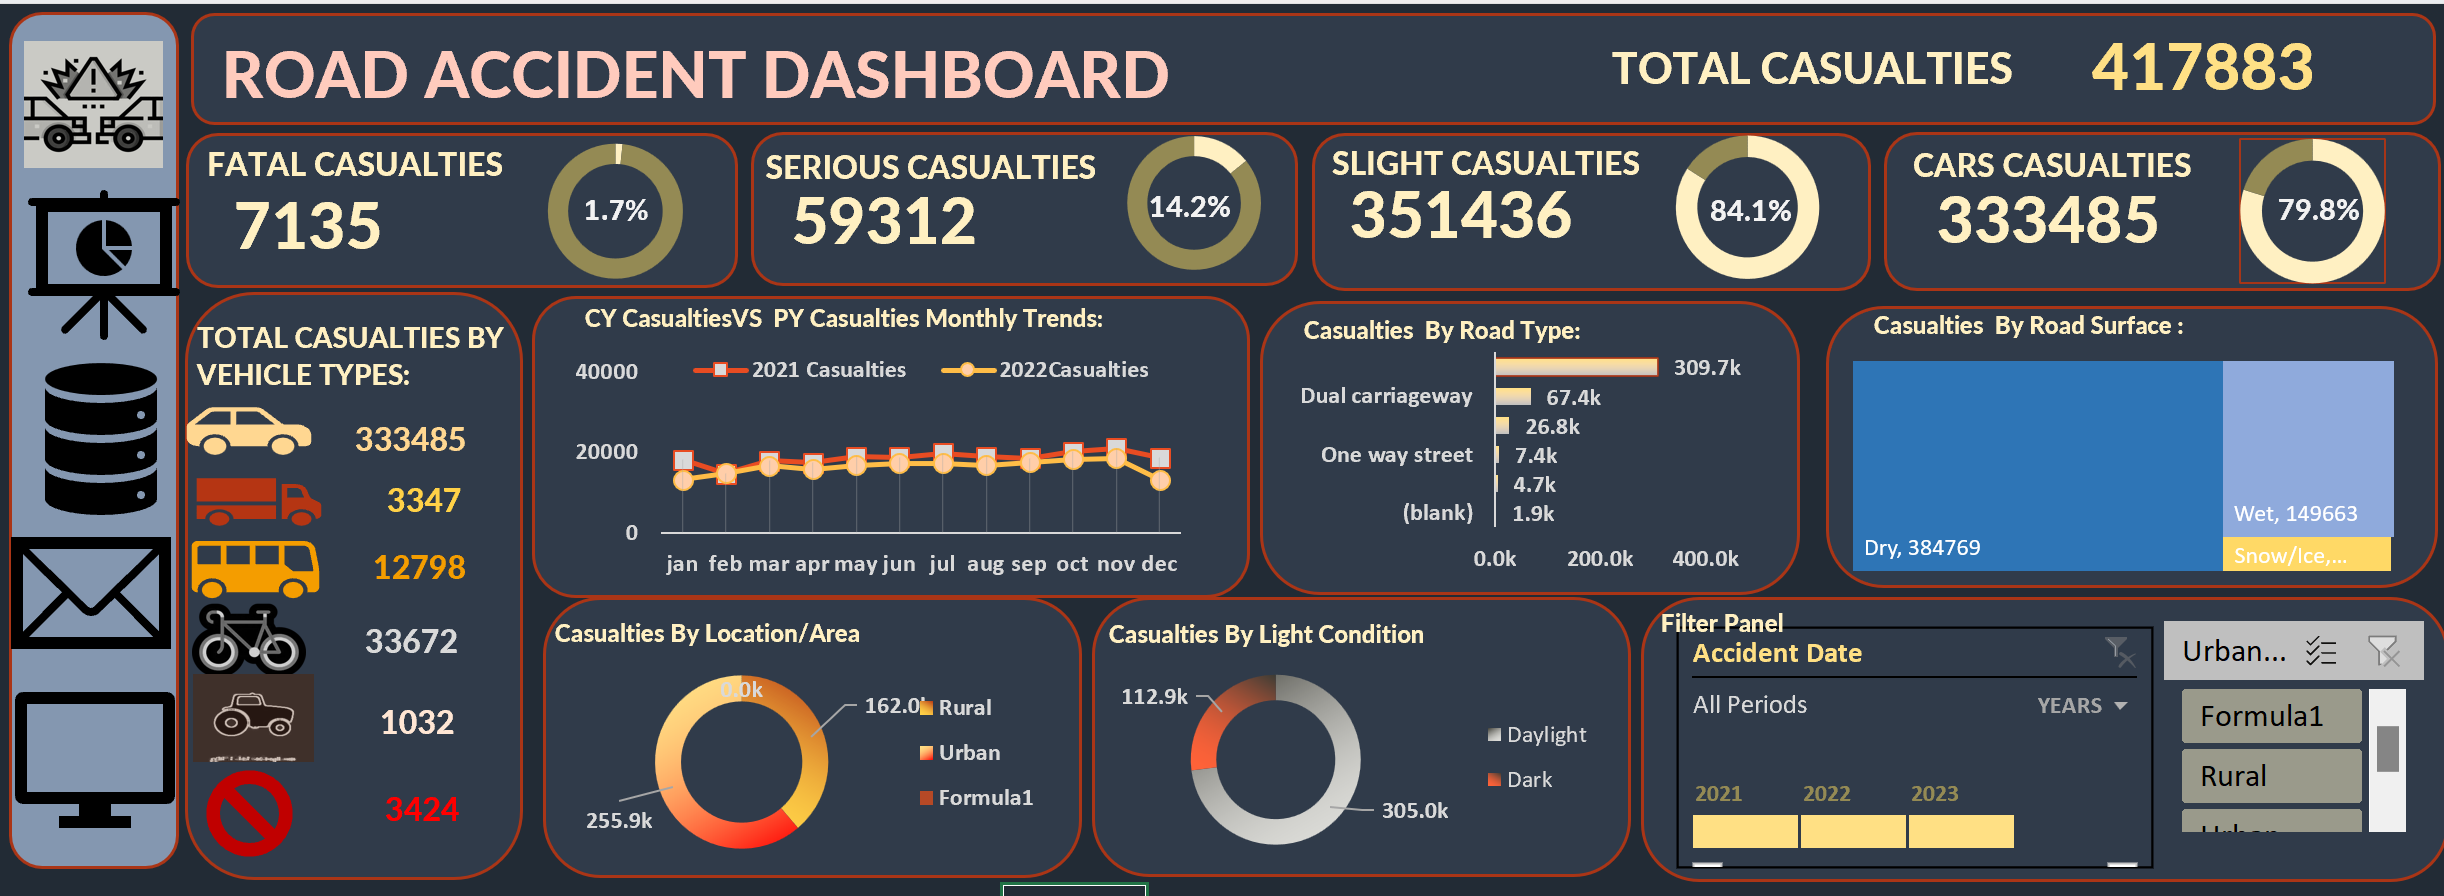 ROAD ACCIDENT DASHBOARD
TOTAL CASUALTIES 417883
FATAL CASUALTIES
7135
1.7%
SERIOUS CASUALTIES
59312
14.2%
SLIGHT CASUALTIES
351436
84.1%
CARS CASUALTIES
333485
79.8%
TOTAL CASUALTIES BY
VEHICLE TYPES:
333485
3347
12798
33672
1032
3424
CY CasualtiesVS PY Casualties Monthly Trends:
2021 Casualties 2022Casualties
40000
20000
0
jan feb mar apr may jun jul aug sep oct nov dec
Casualties By Road Type:
309.7k
Dual carriageway 67.4k
26.8k
One way street 7.4k
4.7k
(blank) 1.9k
0.0k 200.0k 400.0k
Casualties By Road Surface :
Dry, 384769
Wet, 149663
Snow/Ice,...
Casualties By Location/Area
0.0k
162.0
255.9k
Rural
Urban
Formula1
Casualties By Light Condition
112.9k
305.0k
Daylight
Dark
Filter Panel
Accident Date
All Periods YEARS
2021 2022 2023
Urban...
Formula1
Rural
Urban